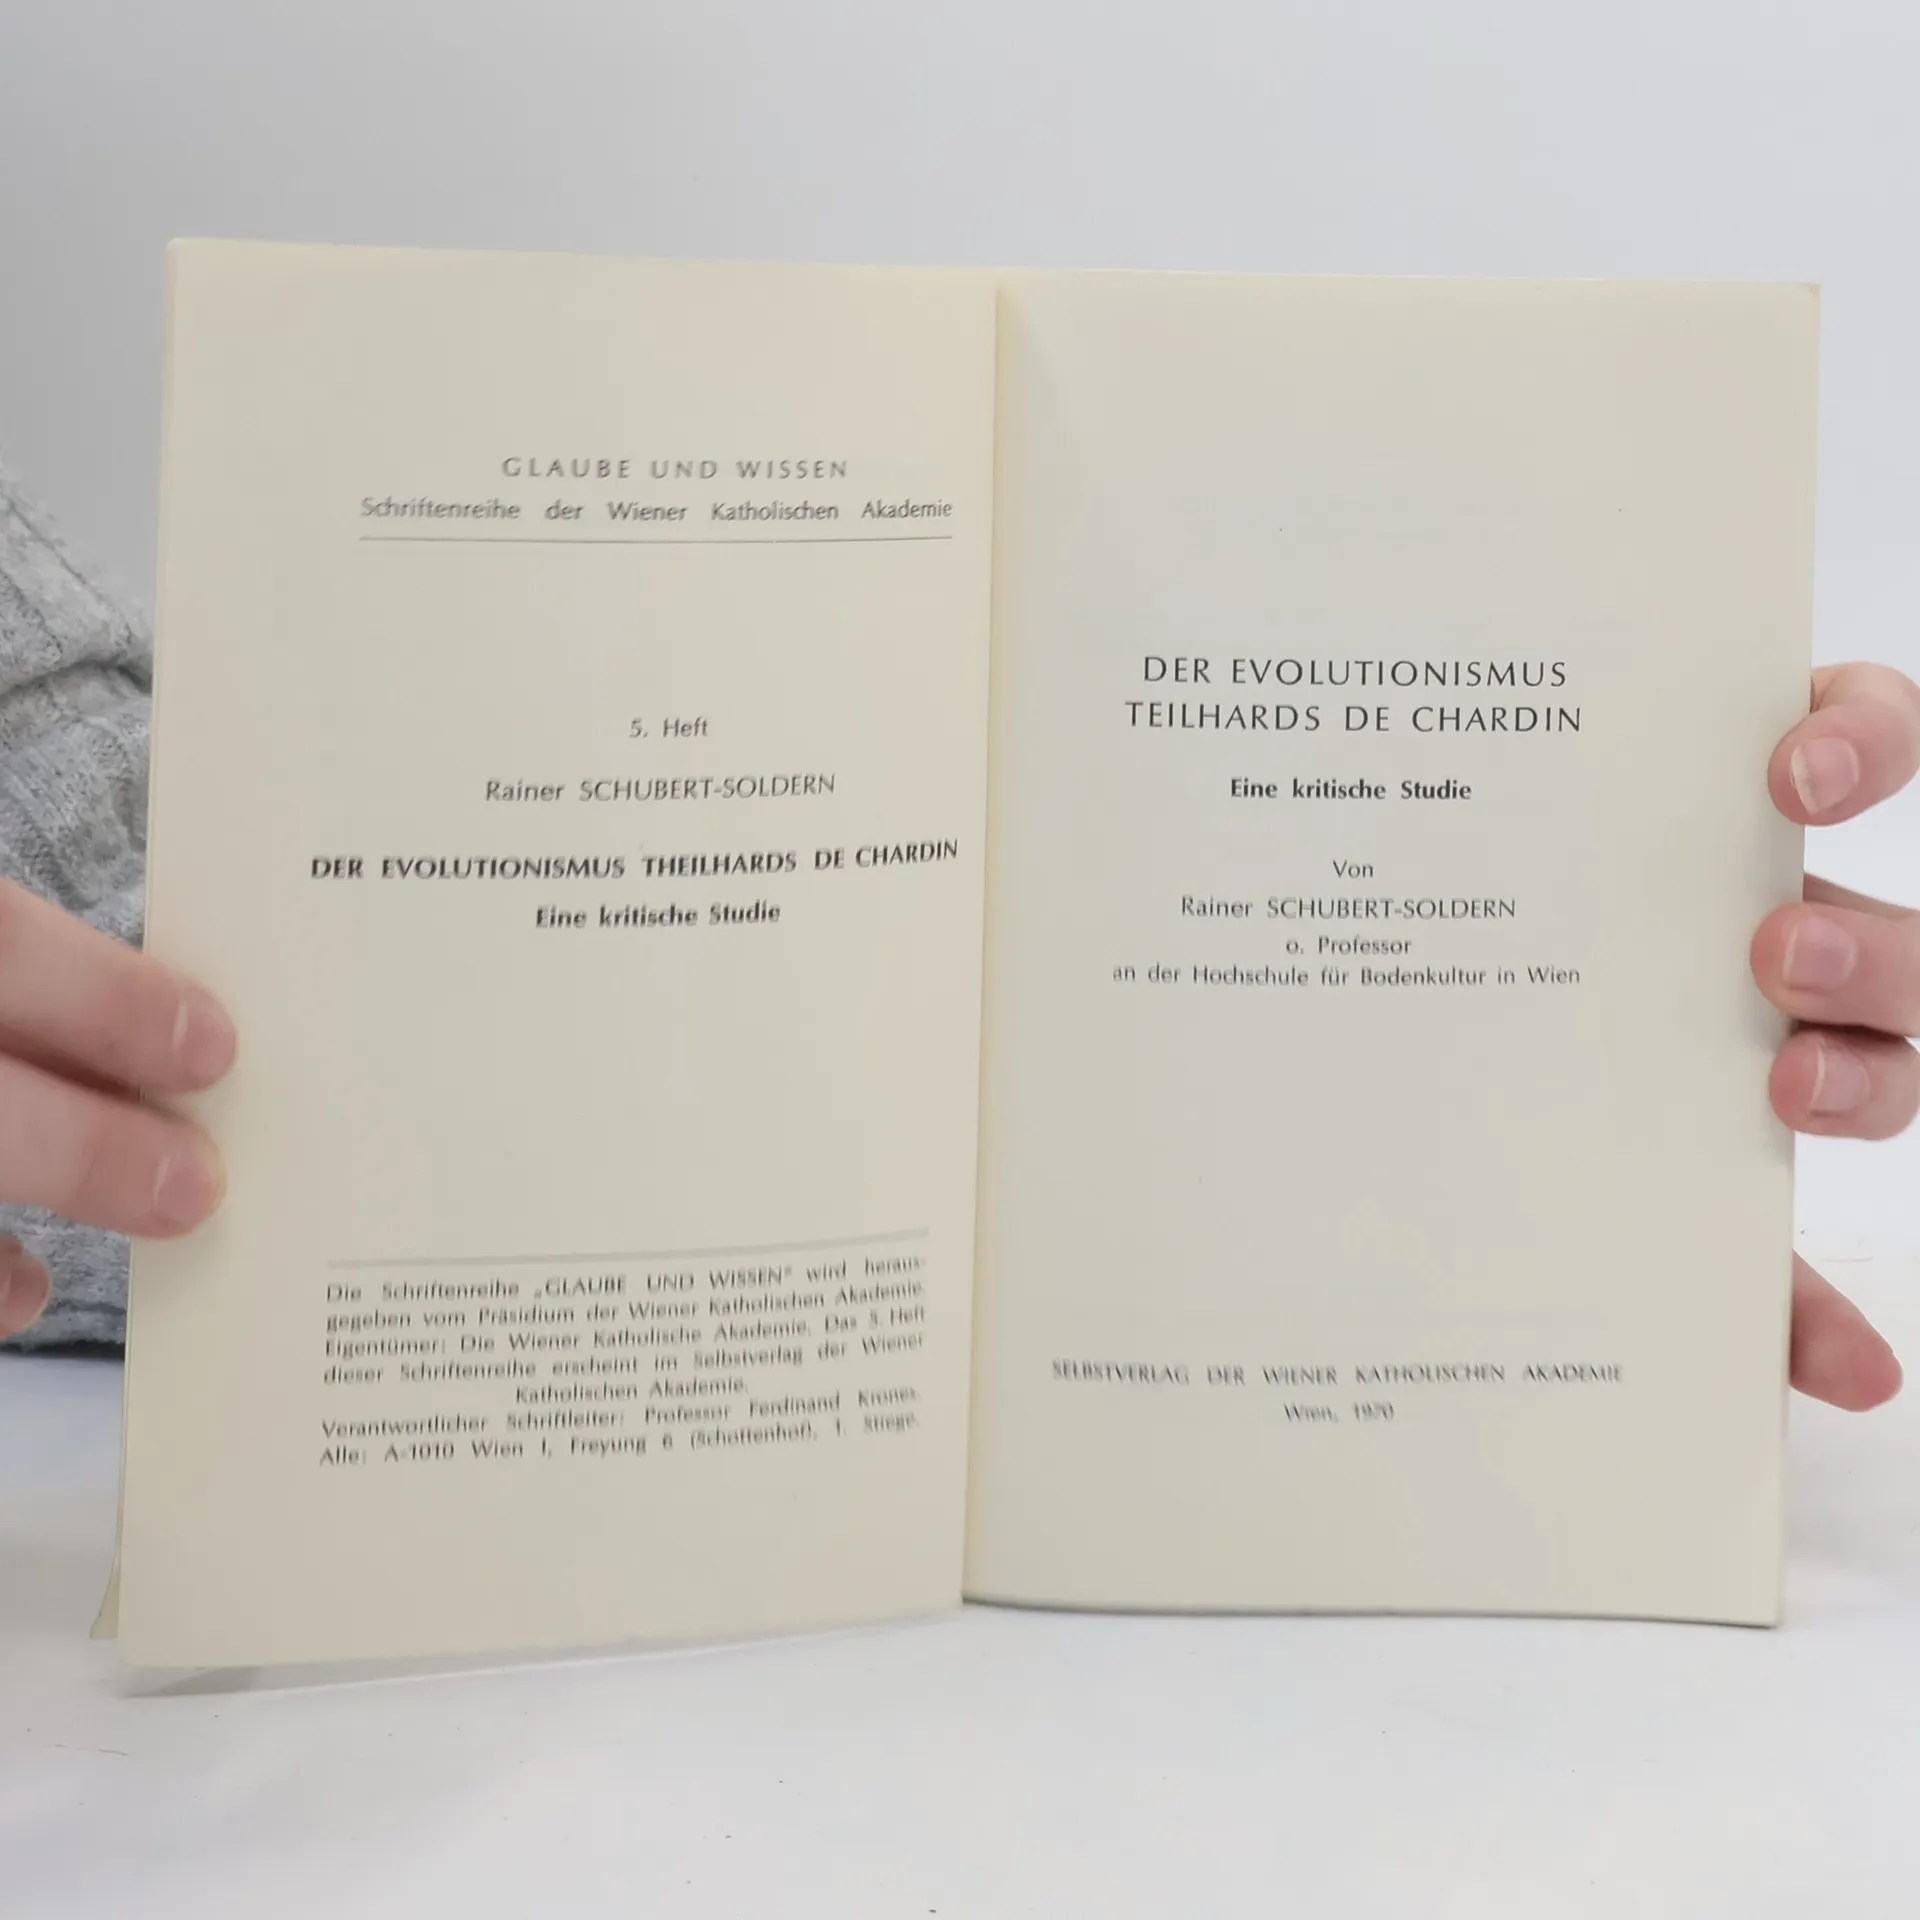 GLAUBE UND WISSEN
Schriftenreihe der Wiener Katholischen Akademie
5. Heft
Rainer SCHUBERT-SOLDERN
DER EVOLUTIONISMUS THEILHARDS DE CHARDIN
Eine kritische Studie
Die Schriftenreihe „GLAUBE UND WISSEN" wird heraus-
gegeben vom Präsidium der Wiener Katholischen Akademie.
Eigentümer: Die Wiener Katholische Akademie. Das 5. Heft
dieser Schriftenreihe erscheint im Selbstverlag der Wiener
Katholischen Akademie.
Verantwortlicher Schriftleiter: Professor Ferdinand
Alle: A-1010 Wien I, Freyung 6 (Schottenhof), 1. Stiege.
DER EVOLUTIONISMUS
TEILHARDS DE CHARDIN
Eine kritische Studie
Von
Rainer SCHUBERT-SOLDERN
o. Professor
an der Hochschule für Bodenkultur in Wien
SELBSTVERLAG DER WIENER KATHOLISCHEN AKADEMIE
Wien, 1970